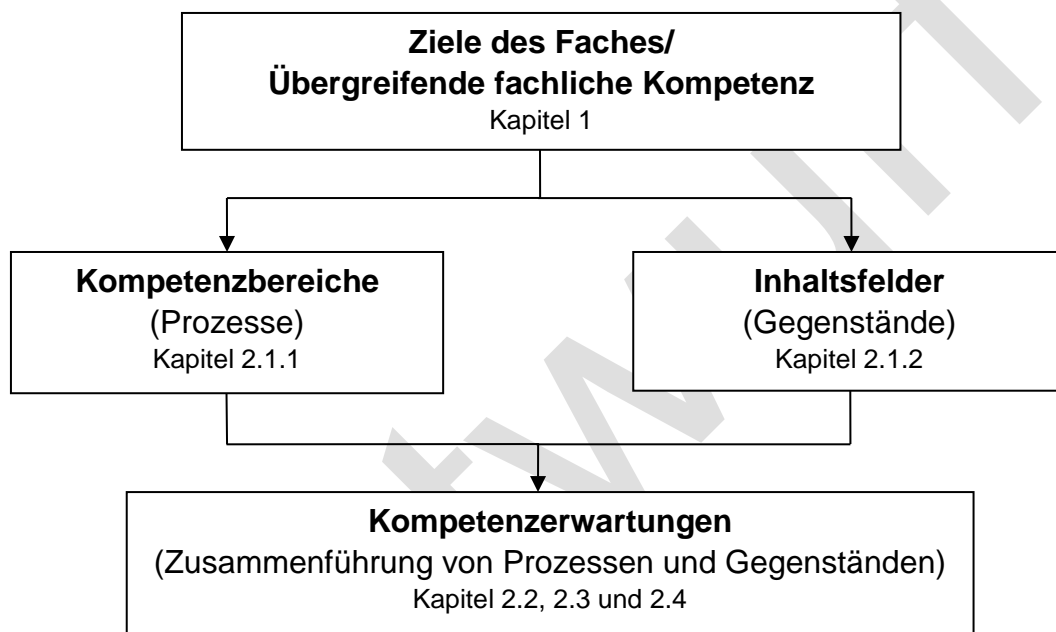 Ziele des Faches/
Übergreifende fachliche Kompetenz
Kapitel 1
Kompetenzbereiche
(Prozesse)
Kapitel 2.1.1
Inhaltsfelder
(Gegenstände)
Kapitel 2.1.2
Kompetenzerwartungen
(Zusammenführung von Prozessen und Gegenständen)
Kapitel 2.2, 2.3 und 2.4